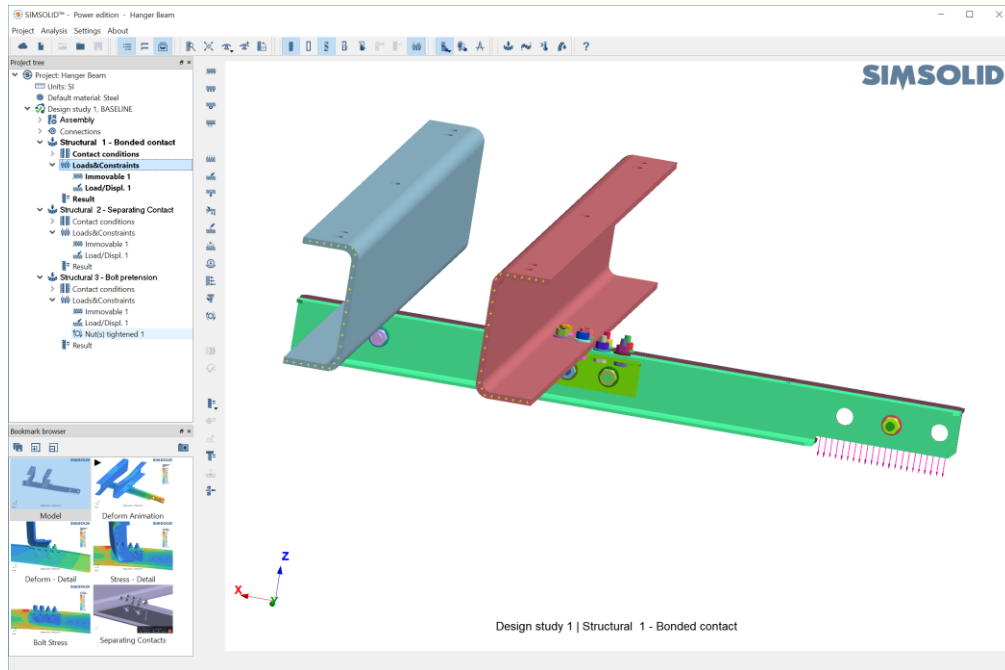 SIMSOLID™ - Power edition - Hanger Beam
Project Analysis Settings About
Project tree
Project: Hanger Beam
Units: SI
Default material: Steel
Design study 1, BASELINE
Assembly
Connections
Structural 1 - Bonded contact
Contact conditions
Loads&Constraints
Immovable 1
Load/Displ. 1
Result
Structural 2 - Separating Contact
Contact conditions
Loads&Constraints
Immovable 1
Load/Displ. 1
Result
Structural 3 - Bolt pretension
Contact conditions
Loads&Constraints
Immovable 1
Load/Displ. 1
Nut(s) tightened 1
Result
Bookmark browser
Model
Deform Animation
Deform - Detail
Stress - Detail
Bolt Stress
Separating Contacts
SIMSOLID
Z
X
Y
Design study 1 | Structural 1 - Bonded contact